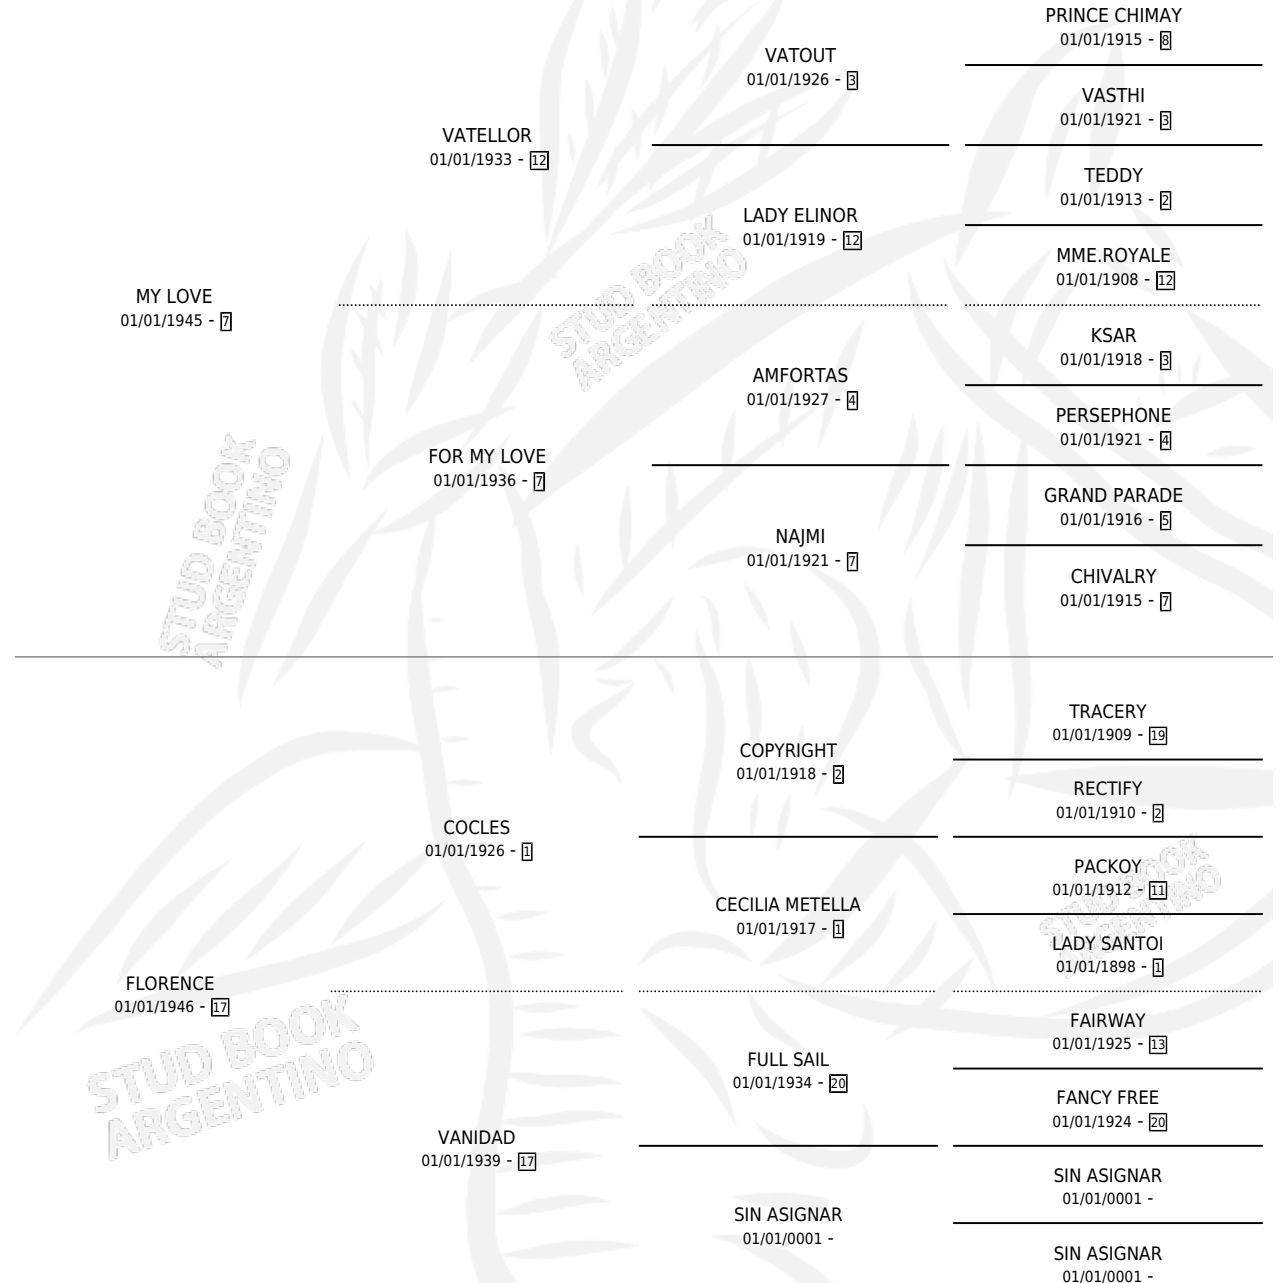 PRINCE CHIMAY
01/01/1915 - 8
VATOUT
01/01/1926 - 3
VASTHI
01/01/1921 - 3
VATELLOR
01/01/1933 - 12
TEDDY
01/01/1913 - 2
LADY ELINOR
01/01/1919 - 12
MME.ROYALE
01/01/1908 - 12
MY LOVE
01/01/1945 - 7
STUD BOOK
ARGENTINO
KSAR
01/01/1918 - 3
AMFORTAS
01/01/1927 - 4
PERSEPHONE
01/01/1921 - 4
FOR MY LOVE
01/01/1936 - 7
GRAND PARADE
01/01/1916 - 5
NAJMI
01/01/1921 - 7
CHIVALRY
01/01/1915 - 7
STUD BOOK
ARGENTINO
TRACERY
01/01/1909 - 19
COPYRIGHT
01/01/1918 - 2
RECTIFY
01/01/1910 - 2
COCLES
01/01/1926 - 1
PACKOY
01/01/1912 - 11
CECILIA METELLA
01/01/1917 - 1
LADY SANTOI
01/01/1898 - 1
STUD BOOK
ARGENTINO
FLORENCE
01/01/1946 - 17
FAIRWAY
01/01/1925 - 13
FULL SAIL
01/01/1934 - 20
FANCY FREE
01/01/1924 - 20
STUD BOOK
ARGENTINO
VANIDAD
01/01/1939 - 17
SIN ASIGNAR
01/01/0001 -
SIN ASIGNAR
01/01/0001 -
SIN ASIGNAR
01/01/0001 -